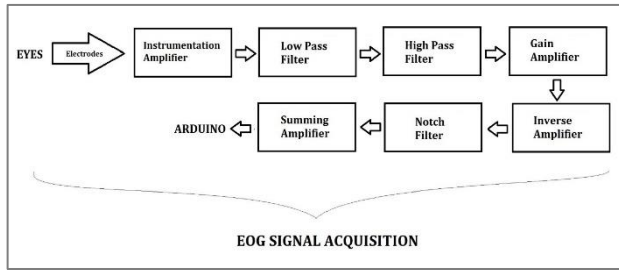 EYES
Electrodes
Instrumentation
Amplifier
Low Pass
Filter
High Pass
Filter
Gain
Amplifier
Inverse
Amplifier
Notch
Filter
Summing
Amplifier
ARDUINO
EOG SIGNAL ACQUISITION